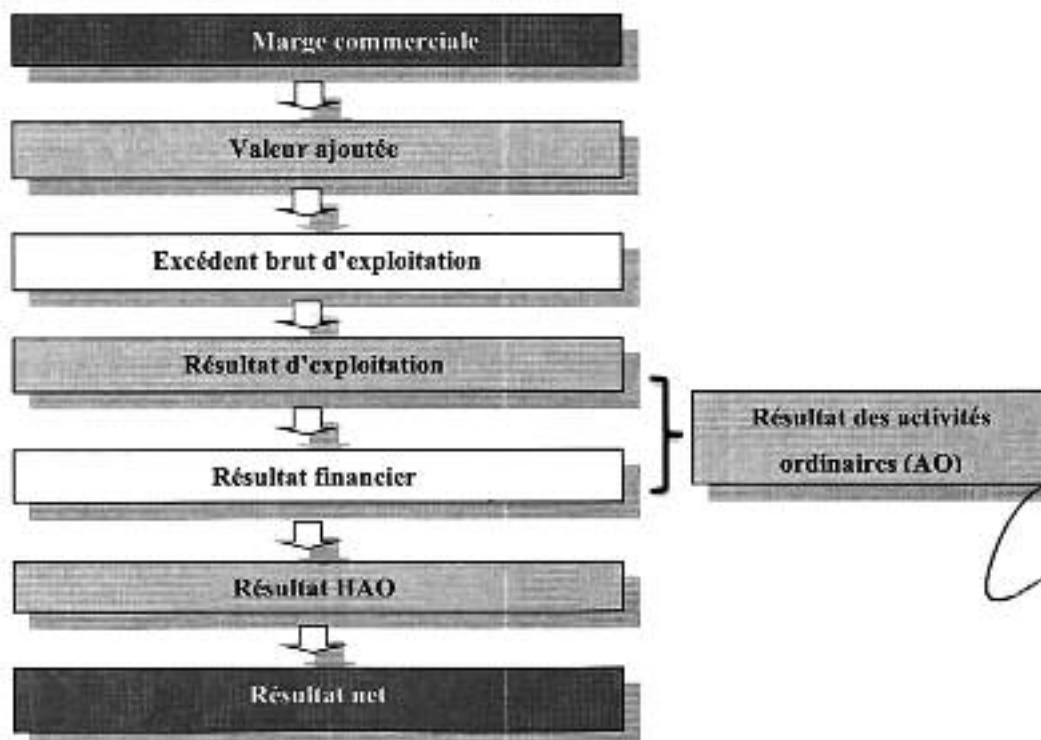 Marge commerciale
Valeur ajoutée
Excédent brut d'exploitation
Résultat d'exploitation
Résultat financier
Résultat des activités
ordinaires (AO)
Résultat HAO
Résultat net